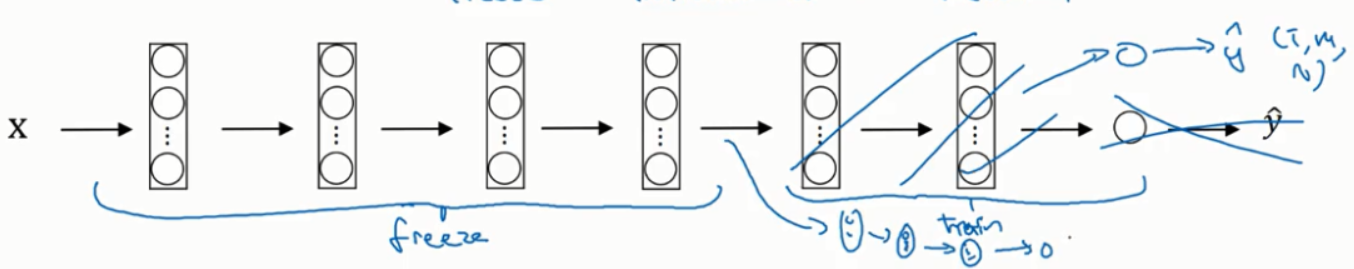 ŷ (T, M, N)
x ŷ
freeze
train